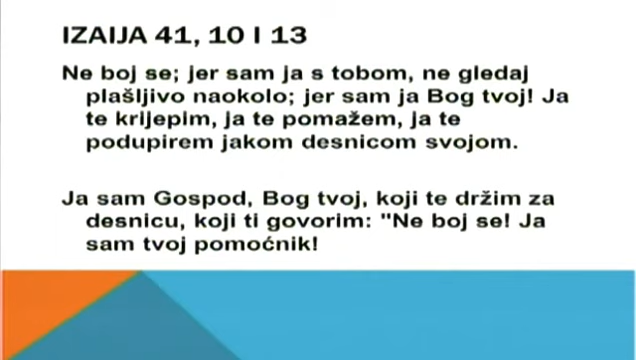 IZAIJA 41, 10 I 13
Ne boj se; jer sam ja s tobom, ne gledaj
plašljivo naokolo; jer sam ja Bog tvoj! Ja
te krijepim, ja te pomažem, ja te
podupirem jakom desnicom svojom.
Ja sam Gospod, Bog tvoj, koji te držim za
desnicu, koji ti govorim: "Ne boj se! Ja
sam tvoj pomoćnik!